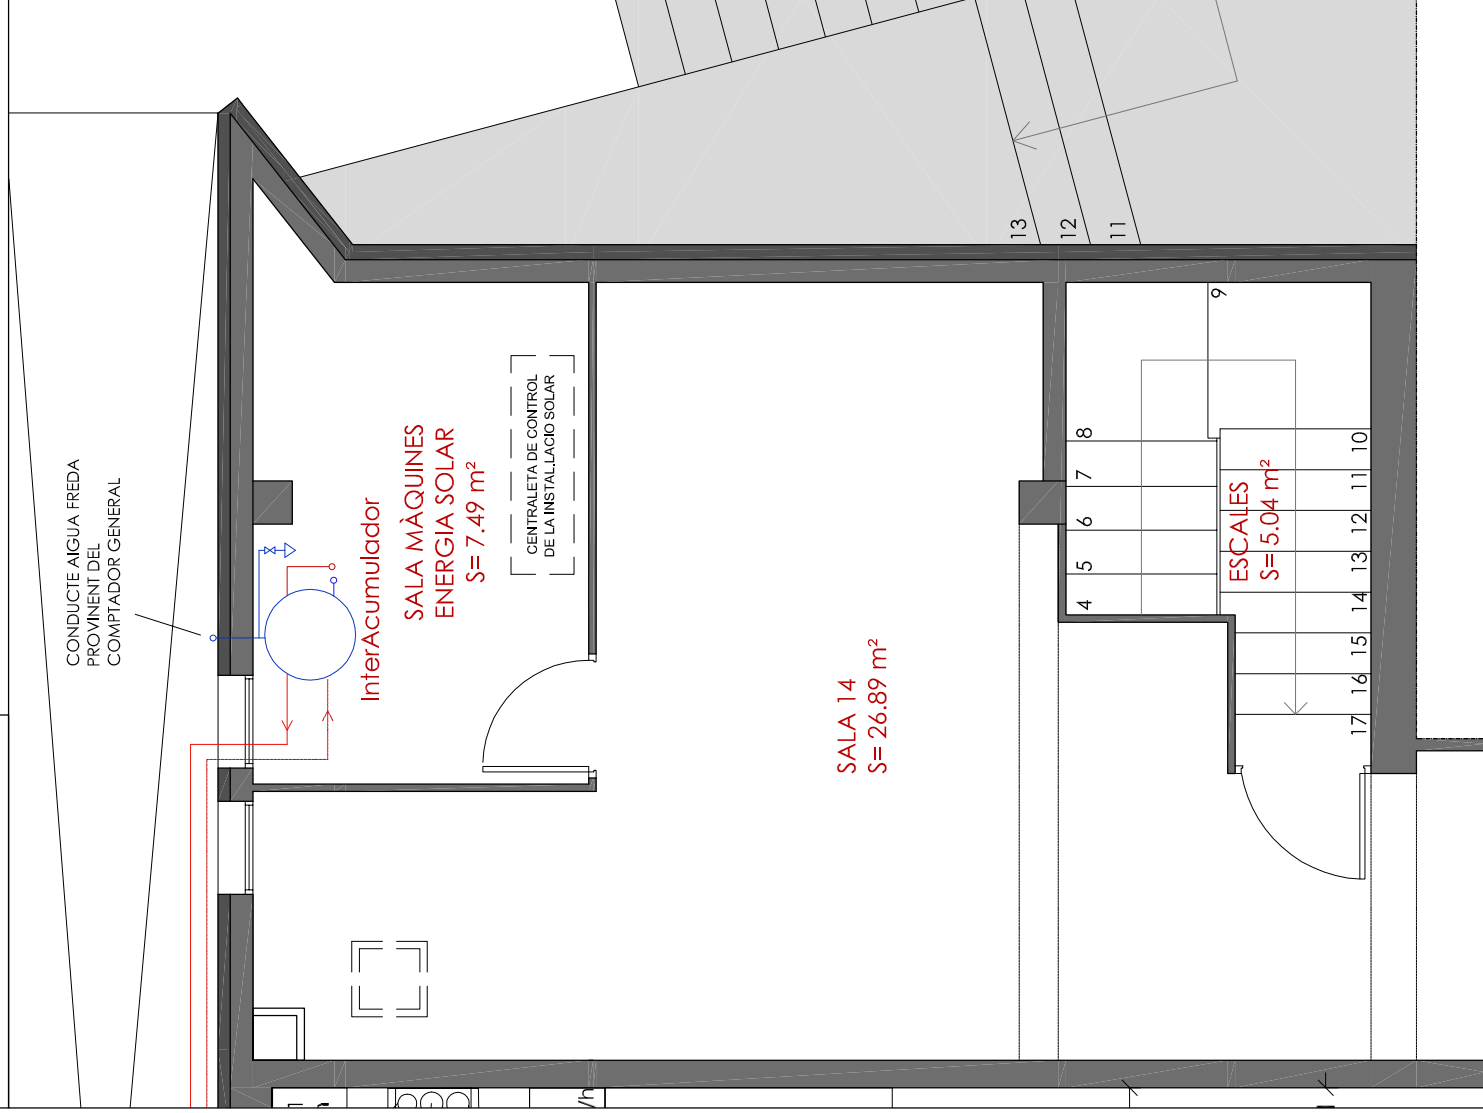 CONDUCTE AIGUA FREDA
PROVINENT DEL
COMPTADOR GENERAL
InterAcumulador
SALA MÀQUINES
ENERGIA SOLAR
S= 7.49 m²
CENTRALETA DE CONTROL
DE LA INSTAL.LACIO SOLAR
SALA 14
S= 26.89 m²
ESCALES
S= 5.04 m²
13
12
11
9
8
7
6
5
4
10
11
12
13
14
15
16
17